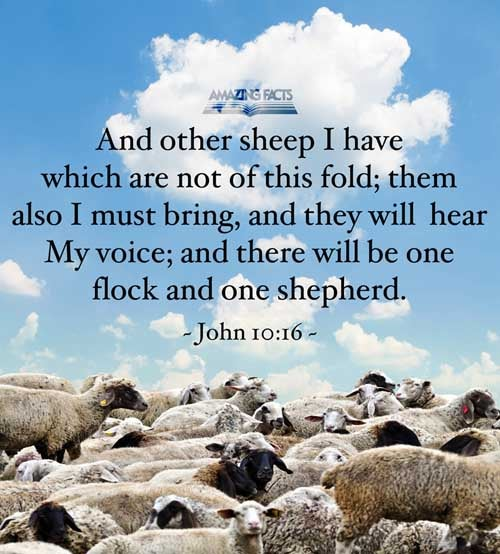 AMAZING FACTS
And other sheep I have
which are not of this fold; them
also I must bring, and they will hear
My voice; and there will be one
flock and one shepherd.
~ John 10:16 ~